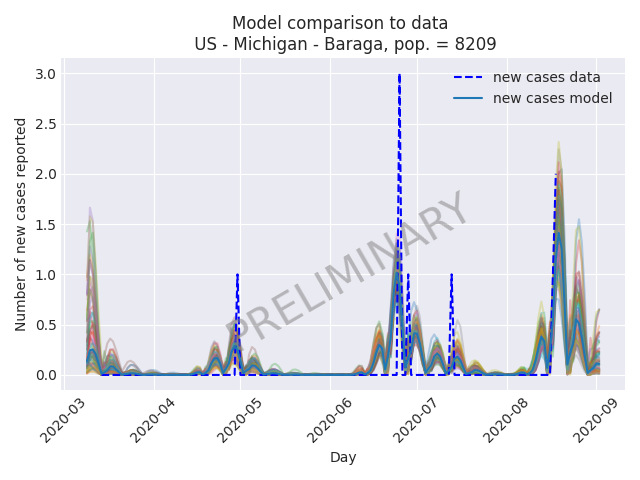 Model comparison to data
US - Michigan - Baraga, pop. = 8209
3.0
2.5
2.0
1.5
1.0
0.5
0.0
Number of new cases reported
new cases data
new cases model
PRELIMINARY
2020-03
2020-04
2020-05
2020-06
2020-07
2020-08
2020-09
Day